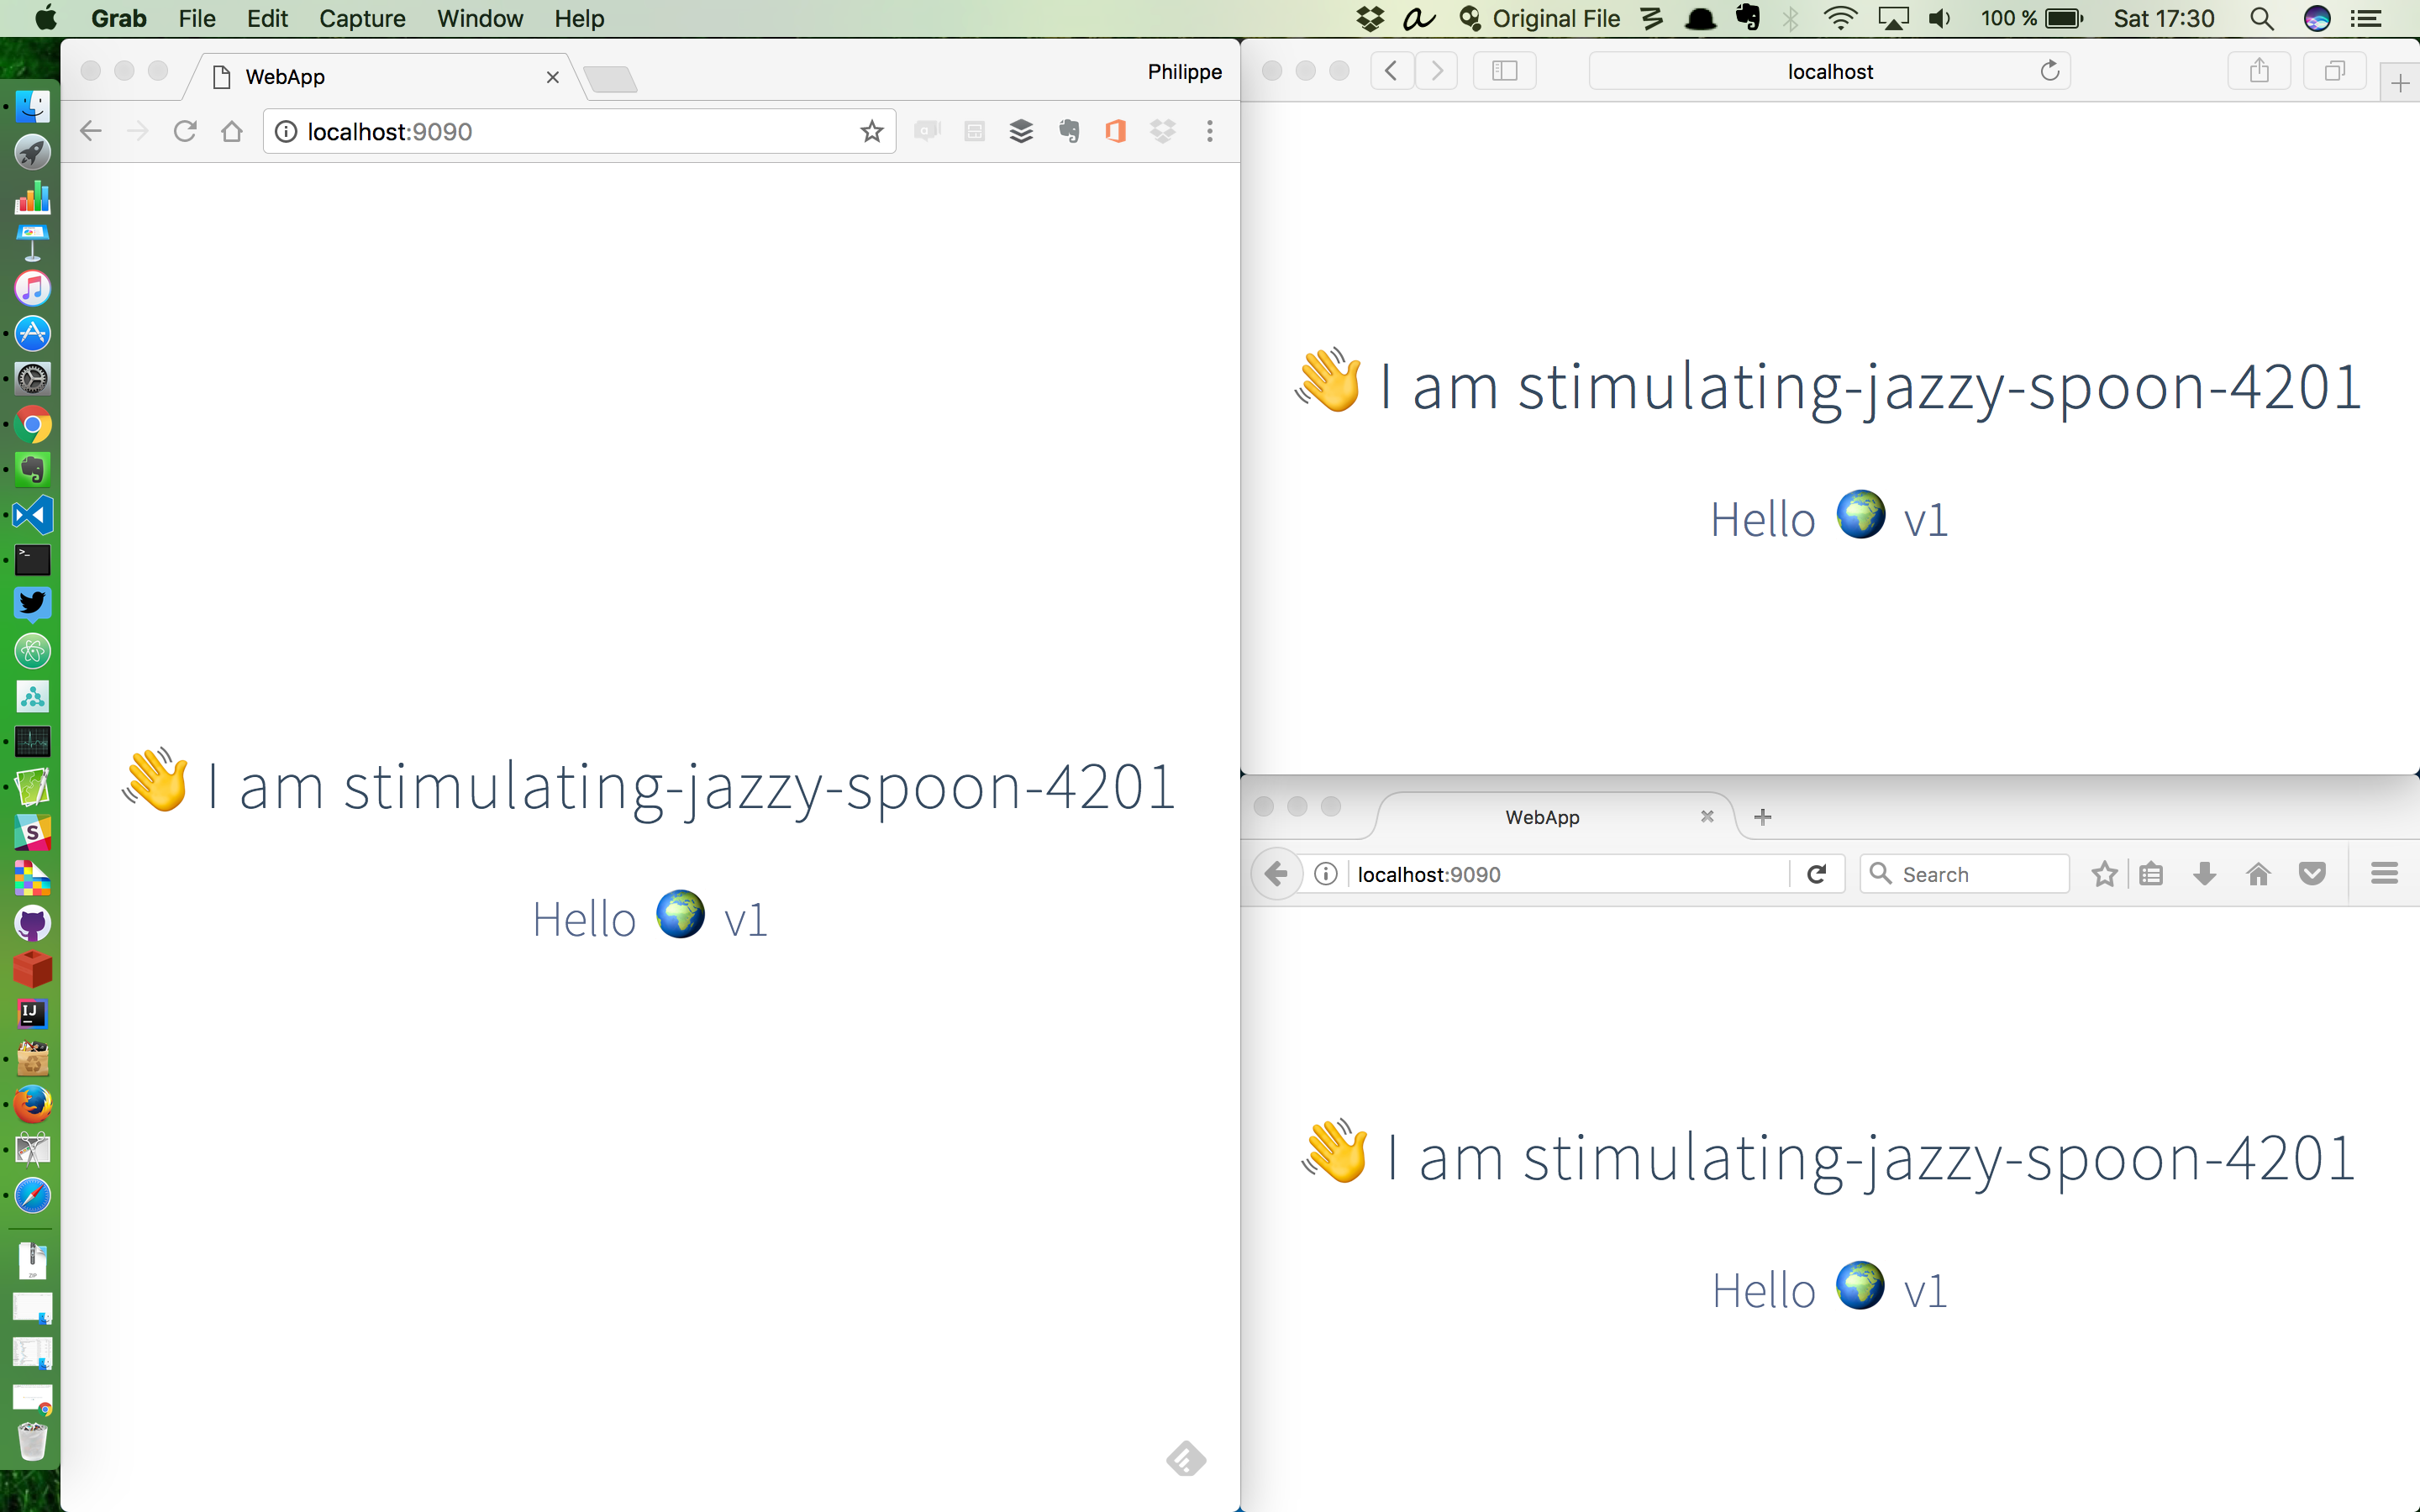 Grab File Edit Capture Window Help Original File 100 % Sat 17:30
WebApp Philippe
localhost:9090
👋 I am stimulating-jazzy-spoon-4201
Hello 🌍 v1
localhost
👋 I am stimulating-jazzy-spoon-4201
Hello 🌍 v1
WebApp
localhost:9090 Search
👋 I am stimulating-jazzy-spoon-4201
Hello 🌍 v1